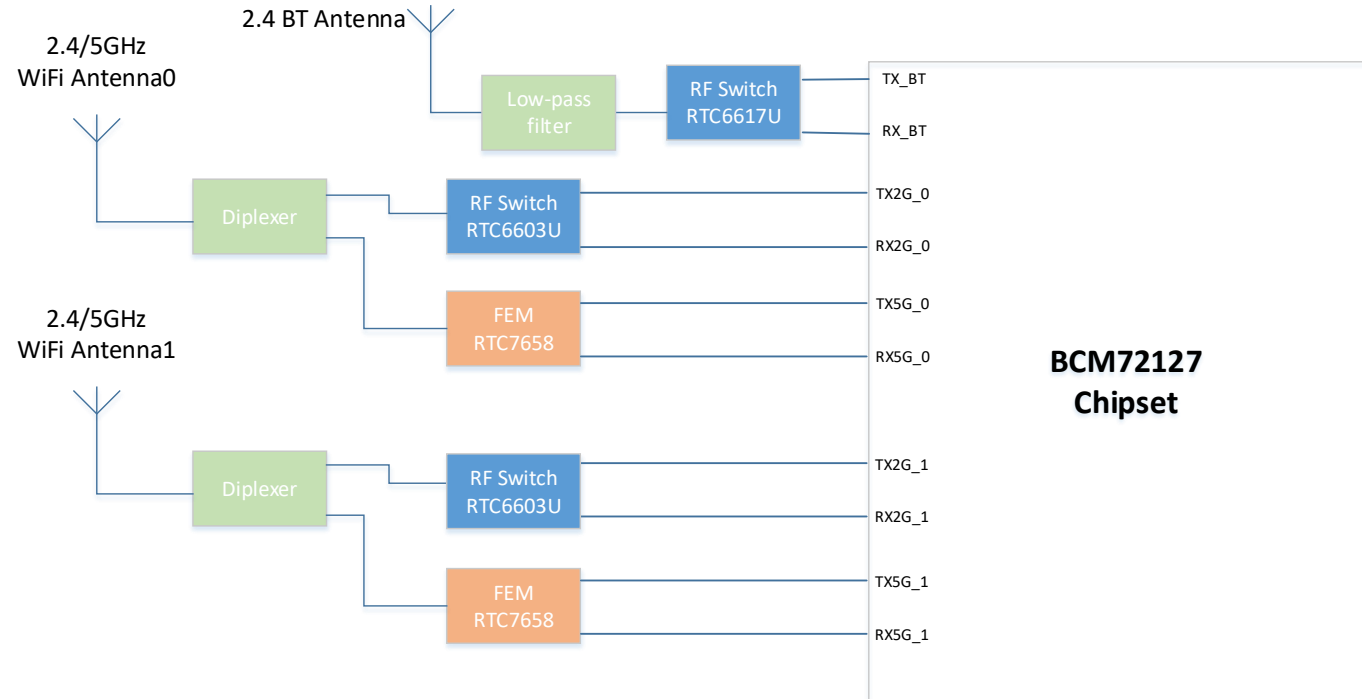 2.4 BT Antenna
2.4/5GHz
WiFi Antenna0
Low-pass
filter
RF Switch
RTC6617U
TX_BT
RX_BT
Diplexer
RF Switch
RTC6603U
TX2G_0
RX2G_0
FEM
RTC7658
TX5G_0
RX5G_0
2.4/5GHz
WiFi Antenna1
BCM72127
Chipset
Diplexer
RF Switch
RTC6603U
TX2G_1
RX2G_1
FEM
RTC7658
TX5G_1
RX5G_1